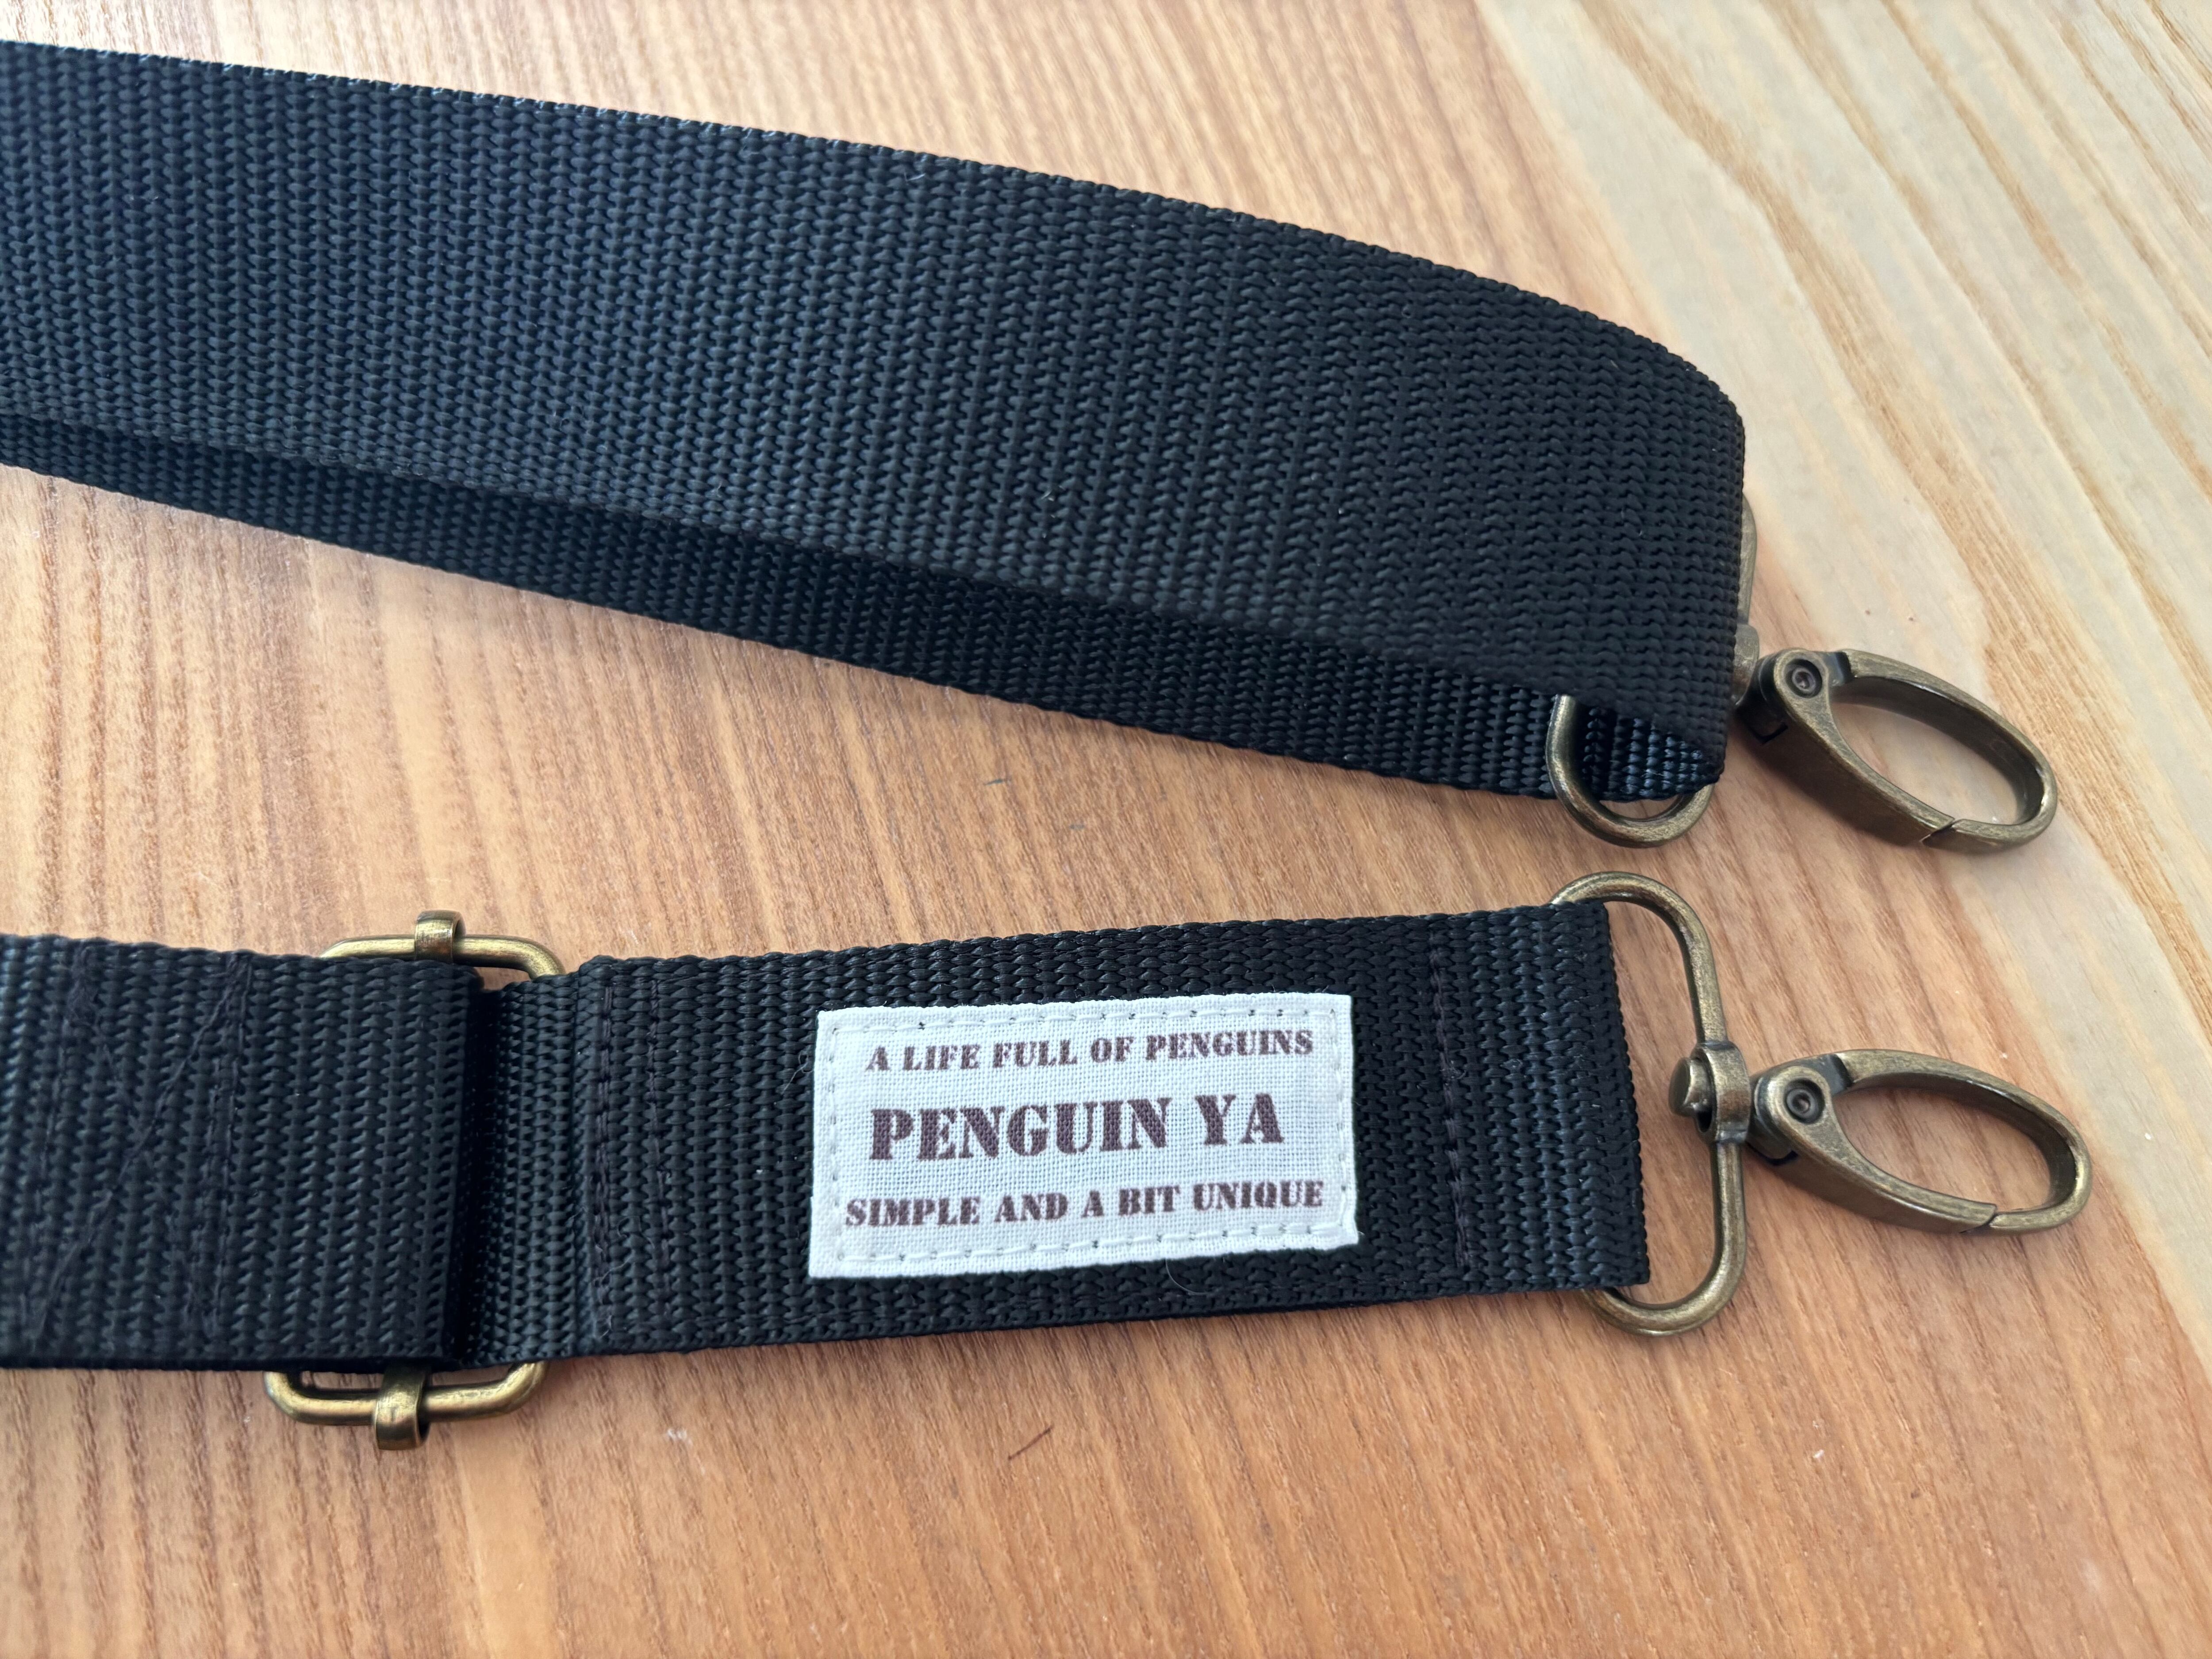 A LIFE FULL OF PENGUINS
PENGUIN YA
SIMPLE AND A BIT UNIQUE